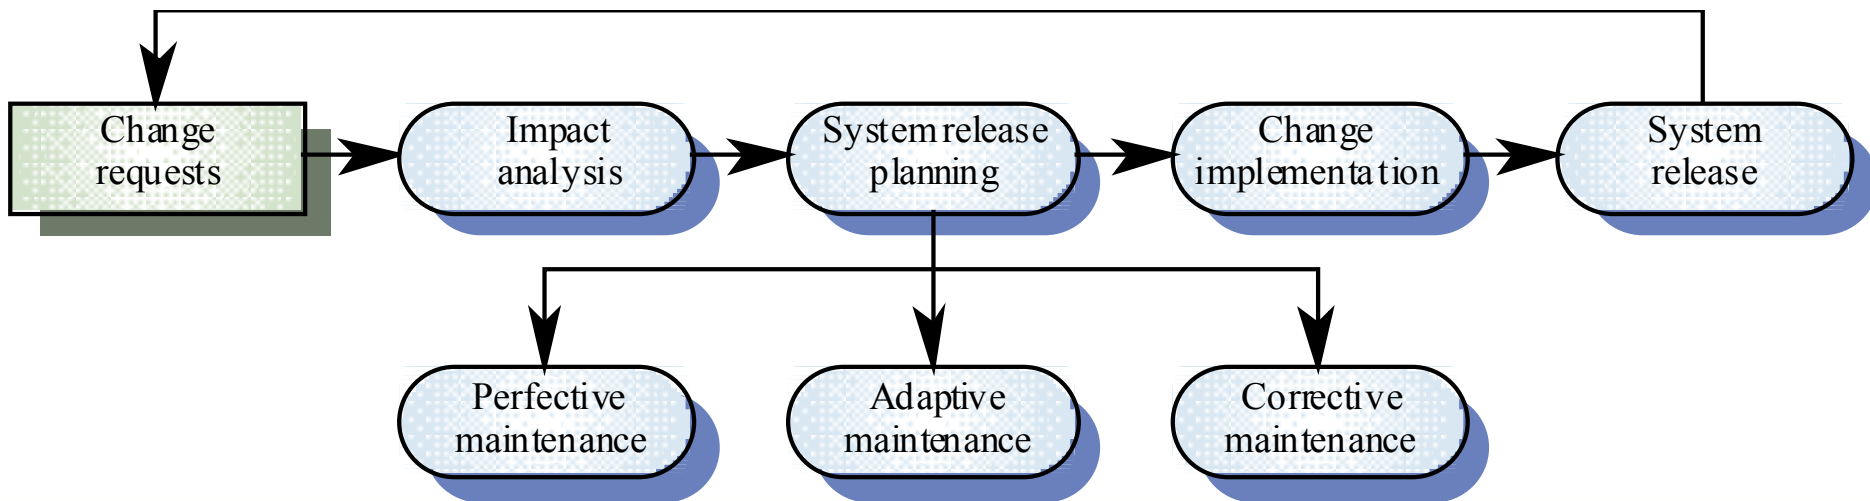 Change
requests
Impact
analysis
System release
planning
Change
implementation
System
release
Perfective
maintenance
Adaptive
maintenance
Corrective
maintenance